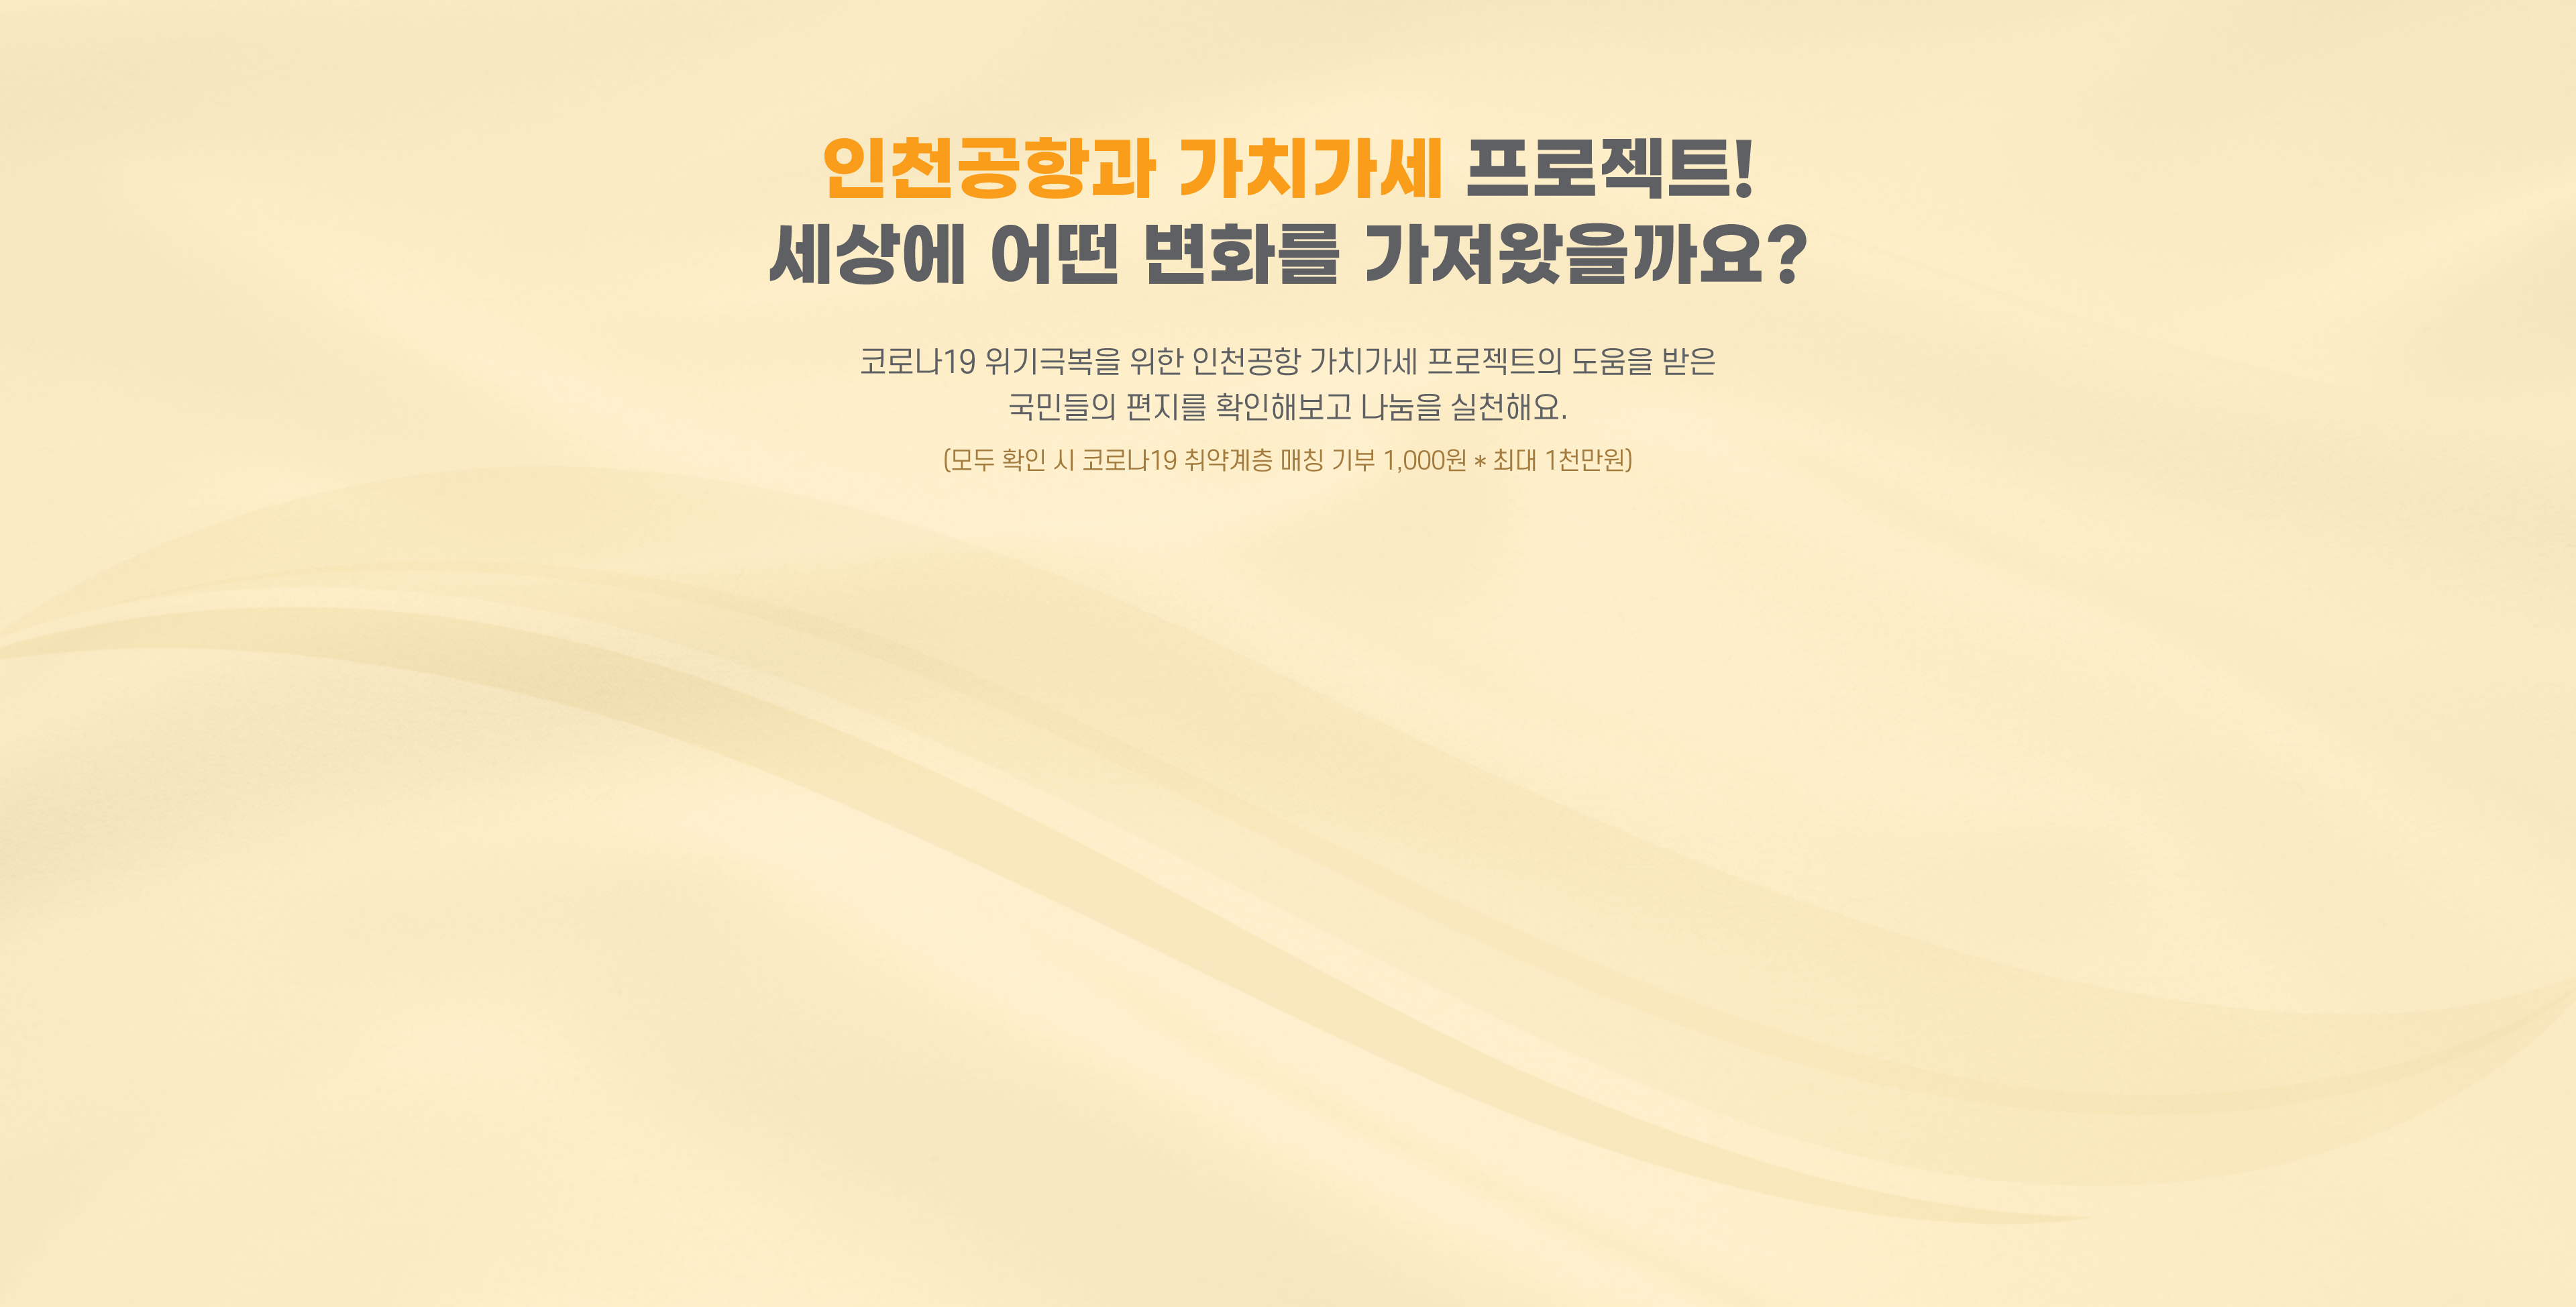 인천공항과 가치가세 프로젝트!
세상에 어떤 변화를 가져왔을까요?
코로나19 위기극복을 위한 인천공항 가치가세 프로젝트의 도움을 받은
국민들의 편지를 확인해보고 나눔을 실천해요.
(모두 확인 시 코로나19 취약계층 매칭 기부 1,000원 * 최대 1천만원)